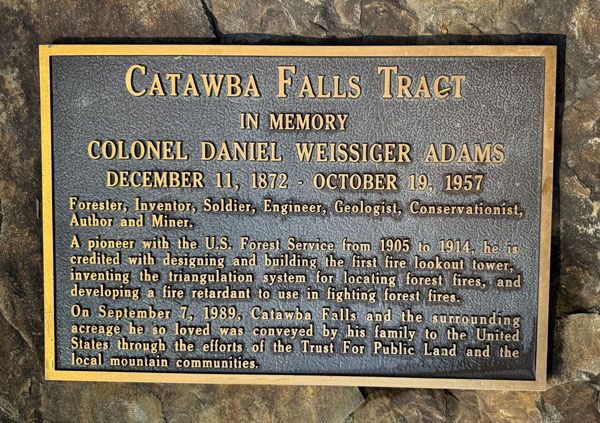 CATAWBA FALLS TRACT
IN MEMORY
COLONEL DANIEL WEISSIGER ADAMS
DECEMBER 11, 1872 - OCTOBER 19, 1957
Forester, Inventor, Soldier, Engineer, Geologist, Conservationist,
Author and Miner.
A pioneer with the U.S. Forest Service from 1905 to 1914, he is
credited with designing and building the first fire lookout tower,
inventing the triangulation system for locating forest fires, and
developing a fire retardant to use in fighting forest fires.
On September 7, 1989, Catawba Falls and the surrounding
acreage he so loved was conveyed by his family to the United
States through the efforts of the Trust For Public Land and the
local mountain communities.